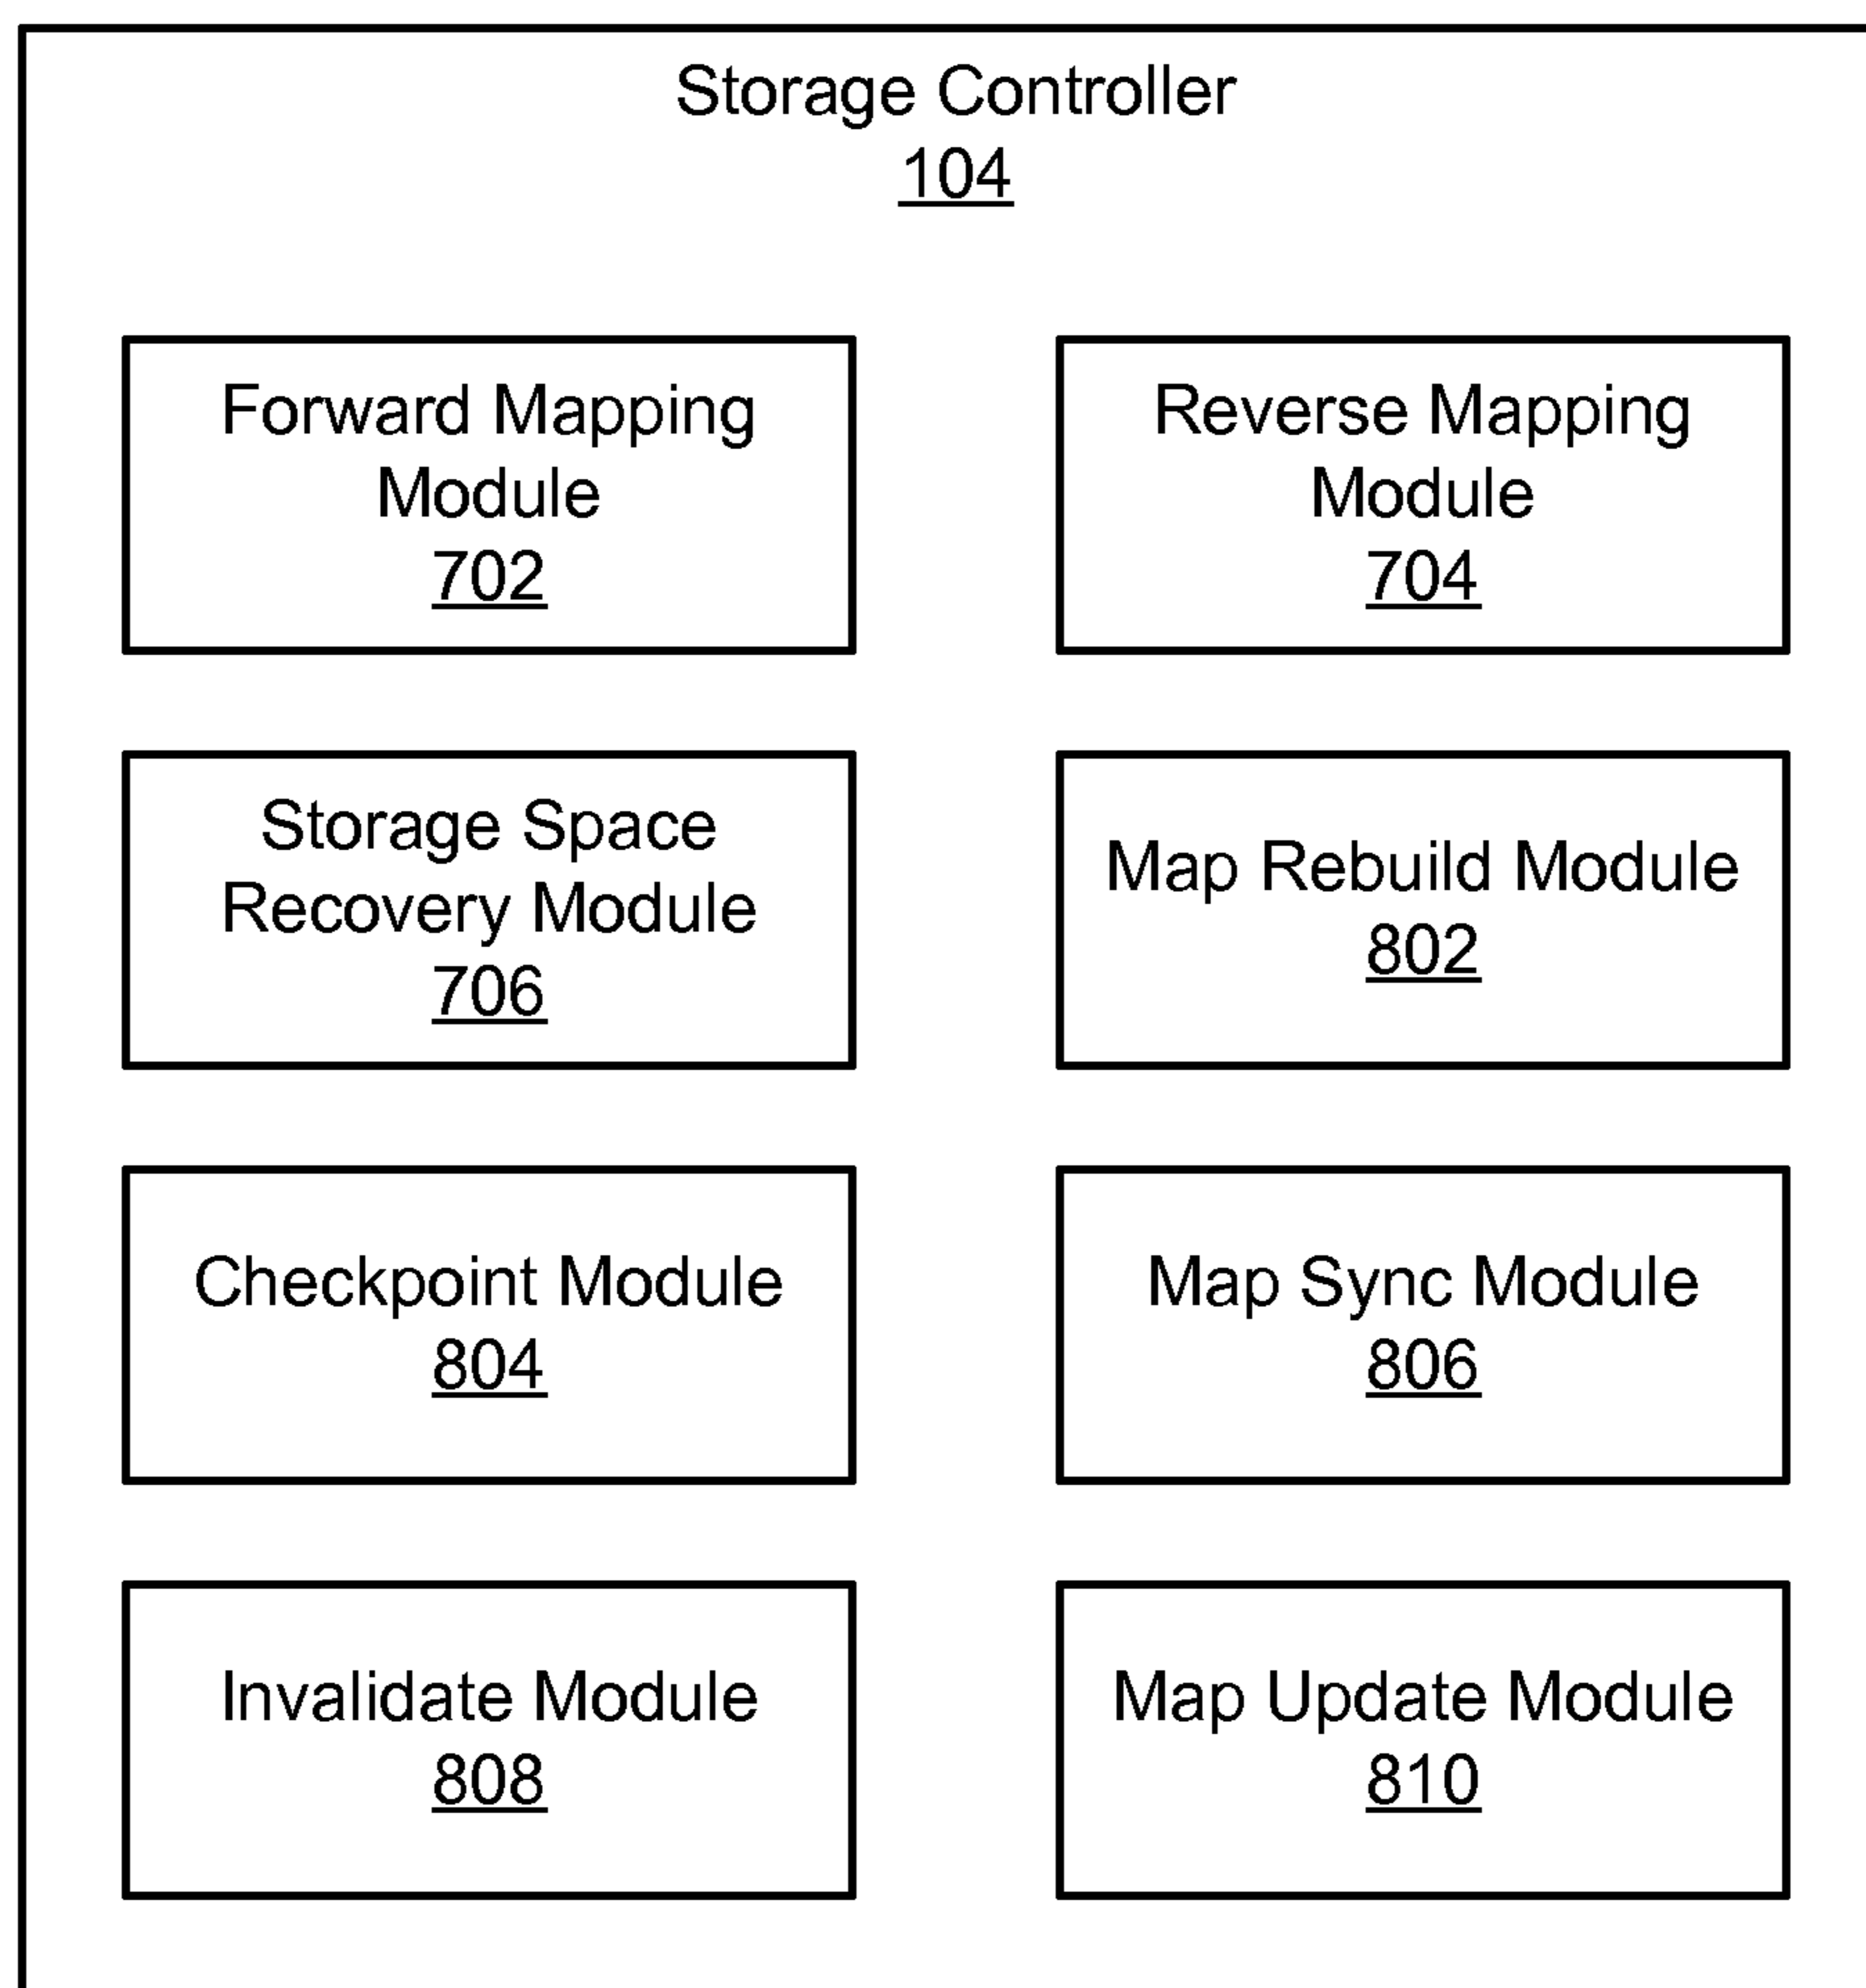 Storage Controller
104
Forward Mapping
Module
702
Reverse Mapping
Module
704
Storage Space
Recovery Module
706
Map Rebuild Module
802
Checkpoint Module
804
Map Sync Module
806
Invalidate Module
808
Map Update Module
810